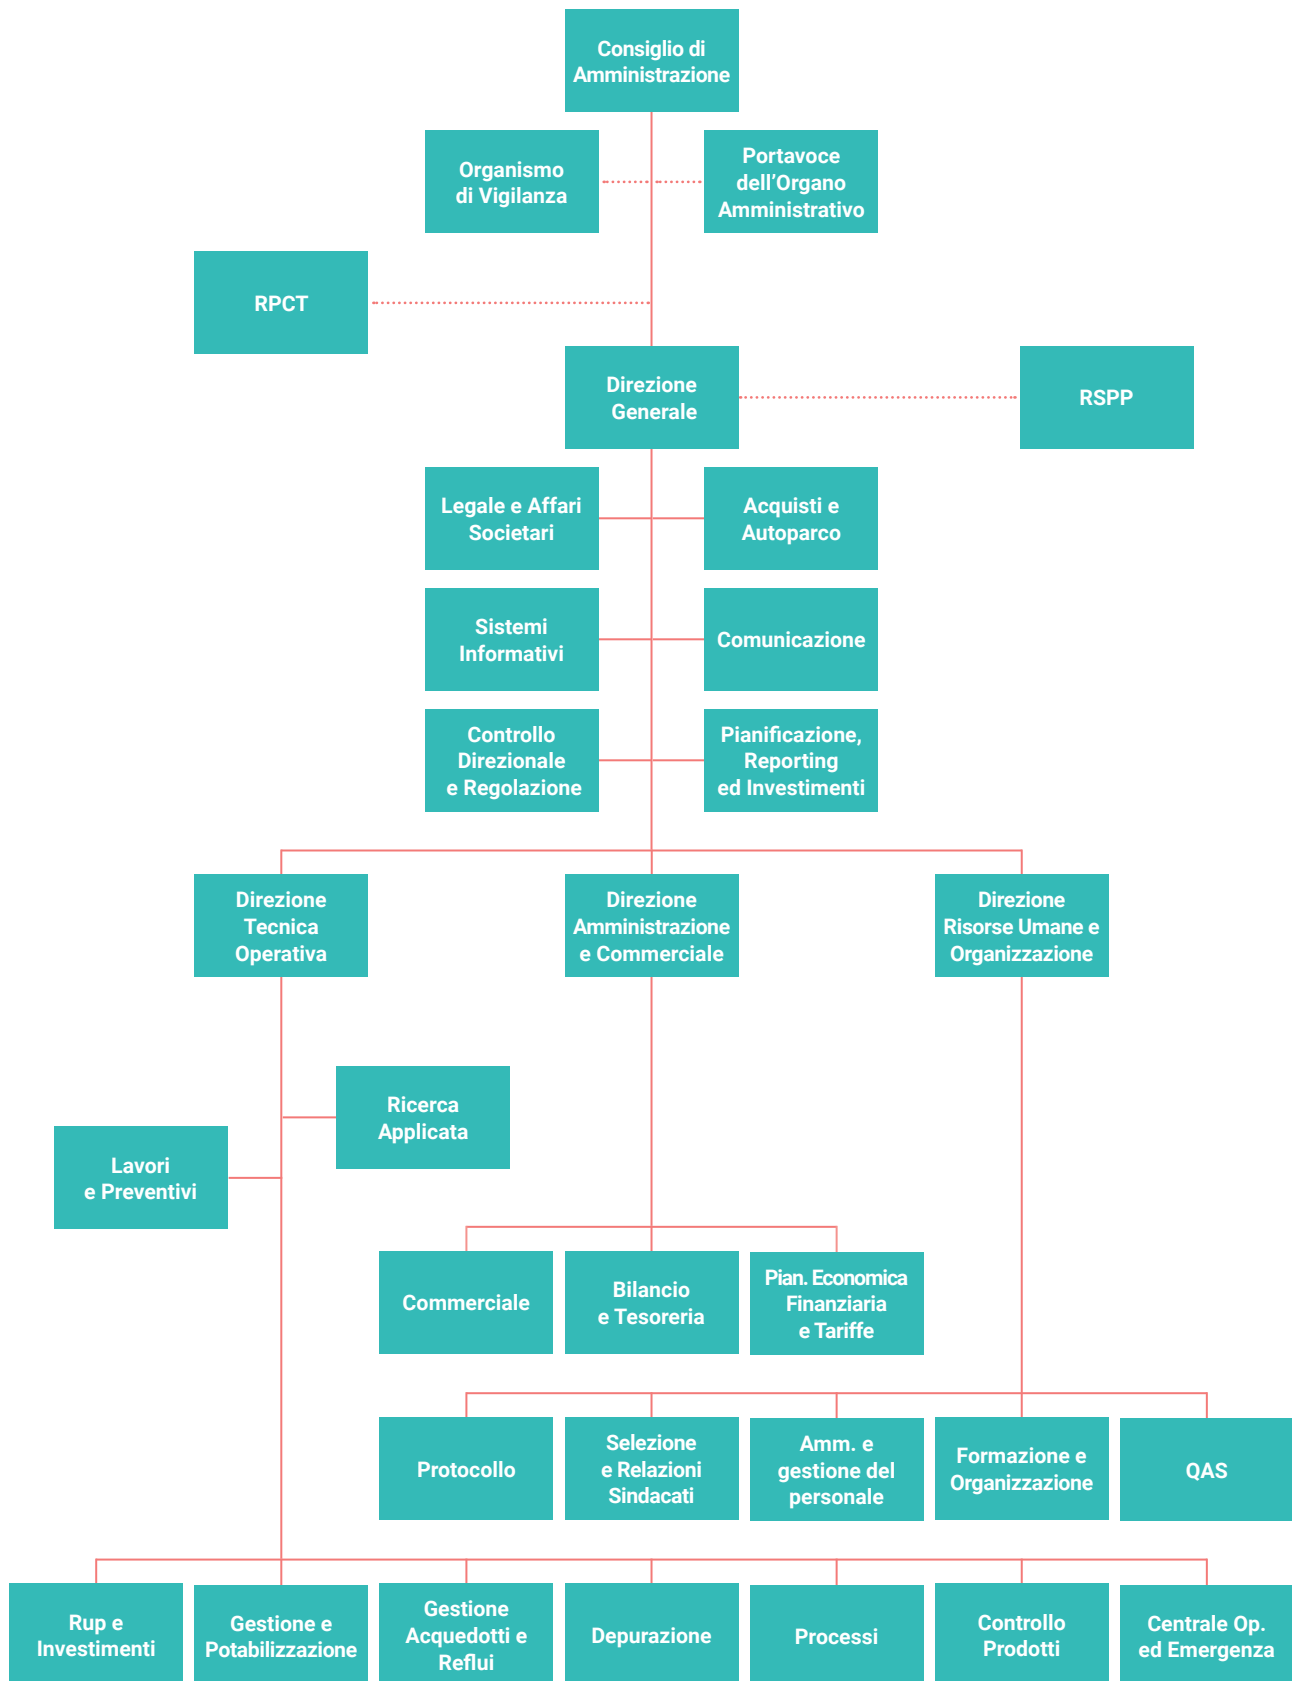 Consiglio di
Amministrazione
Organismo
di Vigilanza
Portavoce
dell’Organo
Amministrativo
RPCT
Direzione
Generale
RSPP
Legale e Affari
Societari
Acquisti e
Autoparco
Sistemi
Informativi
Comunicazione
Controllo
Direzionale
e Regolazione
Pianificazione,
Reporting
ed Investimenti
Direzione
Tecnica
Operativa
Direzione
Amministrazione
e Commerciale
Direzione
Risorse Umane e
Organizzazione
Ricerca
Applicata
Lavori
e Preventivi
Commerciale
Bilancio
e Tesoreria
Pian. Economica
Finanziaria
e Tariffe
Protocollo
Selezione
e Relazioni
Sindacati
Amm. e
gestione del
personale
Formazione e
Organizzazione
QAS
Rup e
Investimenti
Gestione e
Potabilizzazione
Gestione
Acquedotti e
Reflui
Depurazione
Processi
Controllo
Prodotti
Centrale Op.
ed Emergenza